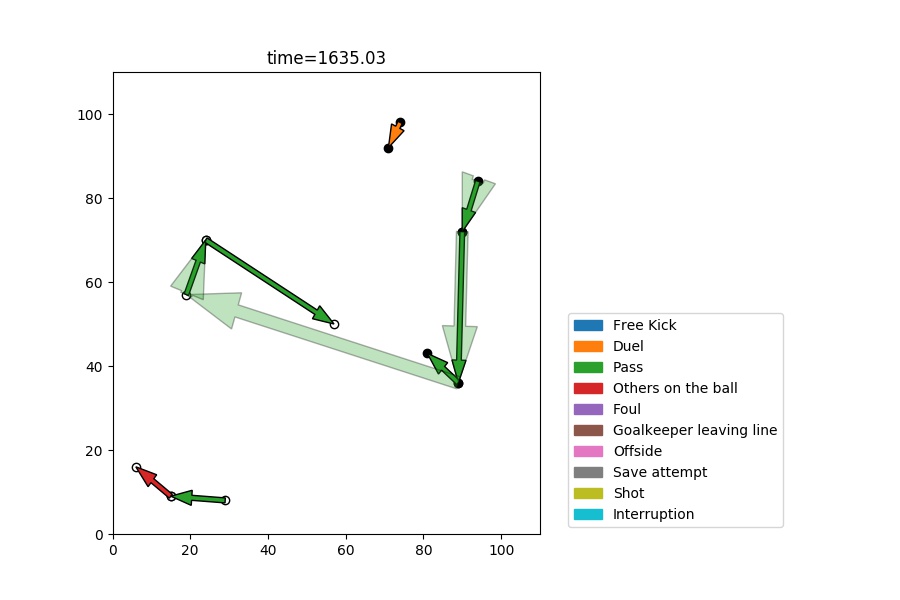 time=1635.03
100
80
60
40
20
0
0 20 40 60 80 100
Free Kick
Duel
Pass
Others on the ball
Foul
Goalkeeper leaving line
Offside
Save attempt
Shot
Interruption